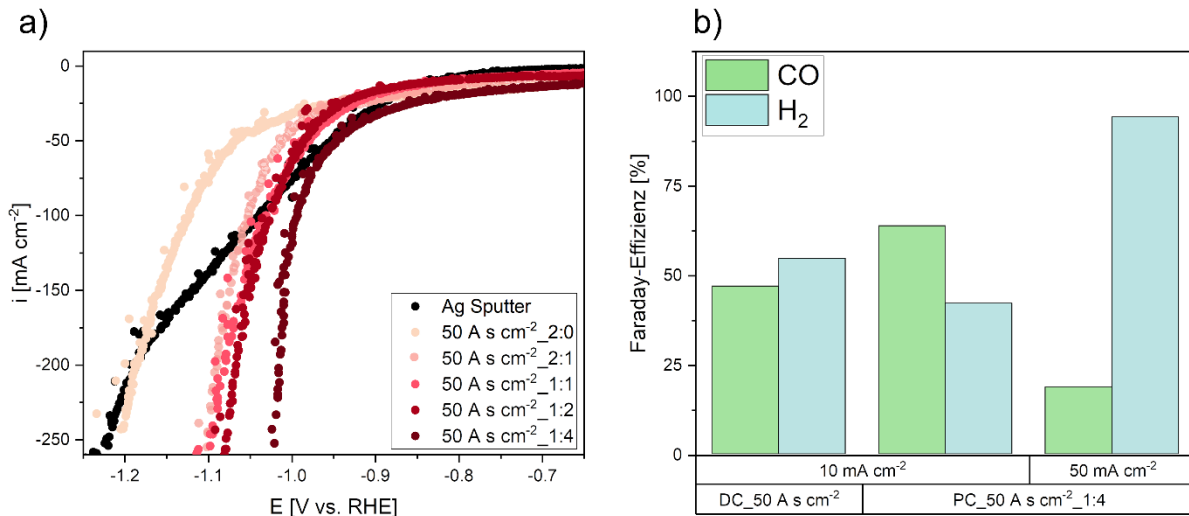 a)
0
-50
-100
-150
-200
-250
i [mA cm-2]
-1.2 -1.1 -1.0 -0.9 -0.8 -0.7
E [V vs. RHE]
Ag Sputter
50 A s cm-2_2:0
50 A s cm-2_2:1
50 A s cm-2_1:1
50 A s cm-2_1:2
50 A s cm-2_1:4
b)
CO
H2
100
75
50
25
0
Faraday-Effizienz [%]
10 mA cm-2 50 mA cm-2
DC_50 A s cm-2 PC_50 A s cm-2_1:4